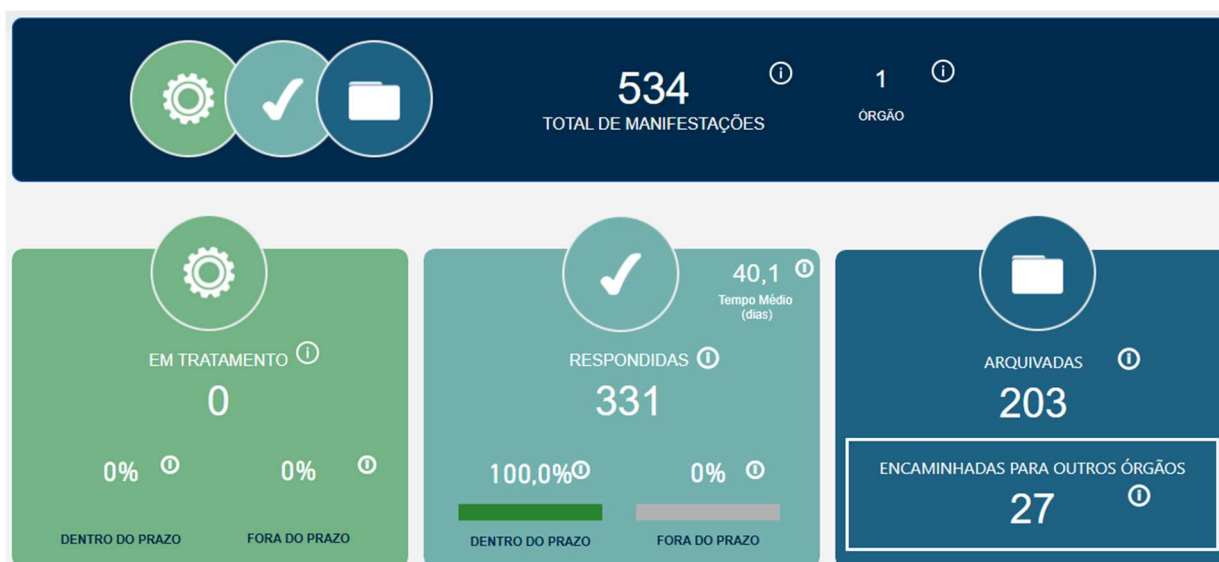 534
TOTAL DE MANIFESTAÇÕES
1
ÓRGÃO
EM TRATAMENTO
0
0%
0%
DENTRO DO PRAZO
FORA DO PRAZO
40,1
Tempo Médio
(dias)
RESPONDIDAS
331
100,0%
0%
DENTRO DO PRAZO
FORA DO PRAZO
ARQUIVADAS
203
ENCAMINHADAS PARA OUTROS ÓRGÃOS
27